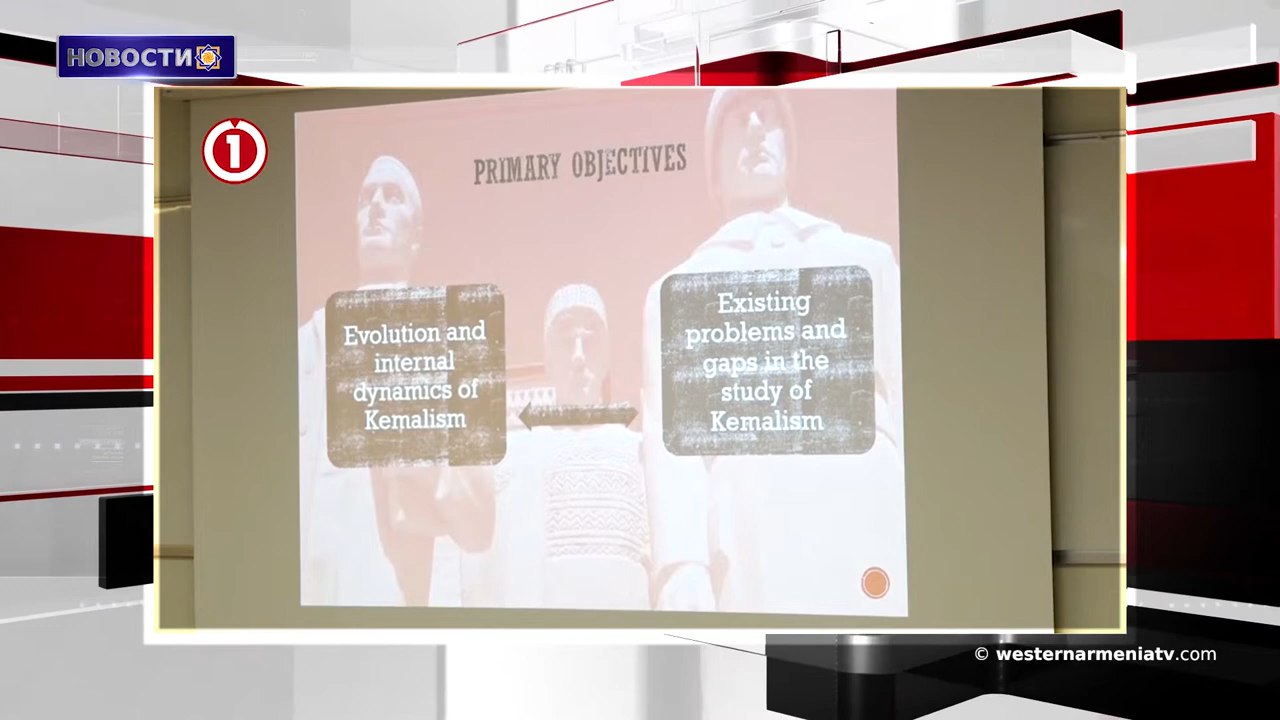 НОВОСТИ
1
PRIMARY OBJECTIVES
Evolution and
internal
dynamics of
Kemalism
Existing
problems and
gaps in the
study of
Kemalism
© westernarmeniatv.com